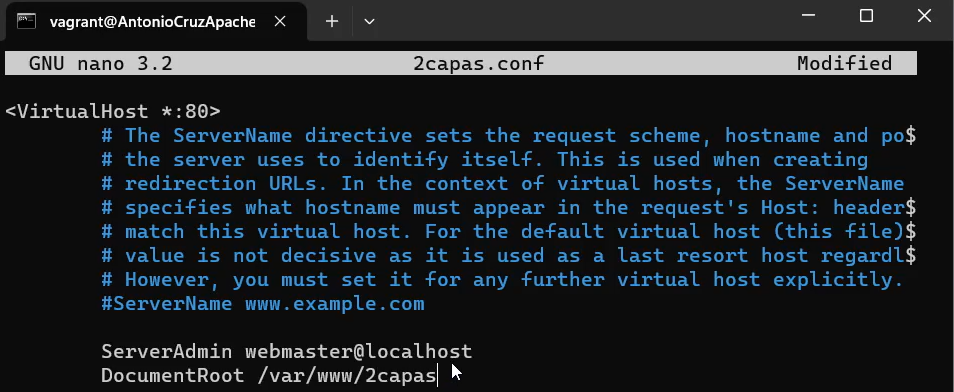 vagrant@AntonioCruzApache
GNU nano 3.2 2capas.conf Modified
<VirtualHost *:80>
# The ServerName directive sets the request scheme, hostname and po$
# the server uses to identify itself. This is used when creating
# redirection URLs. In the context of virtual hosts, the ServerName
# specifies what hostname must appear in the request's Host: header$
# match this virtual host. For the default virtual host (this file)$
# value is not decisive as it is used as a last resort host regardl$
# However, you must set it for any further virtual host explicitly.
#ServerName www.example.com
ServerAdmin webmaster@localhost
DocumentRoot /var/www/2capas